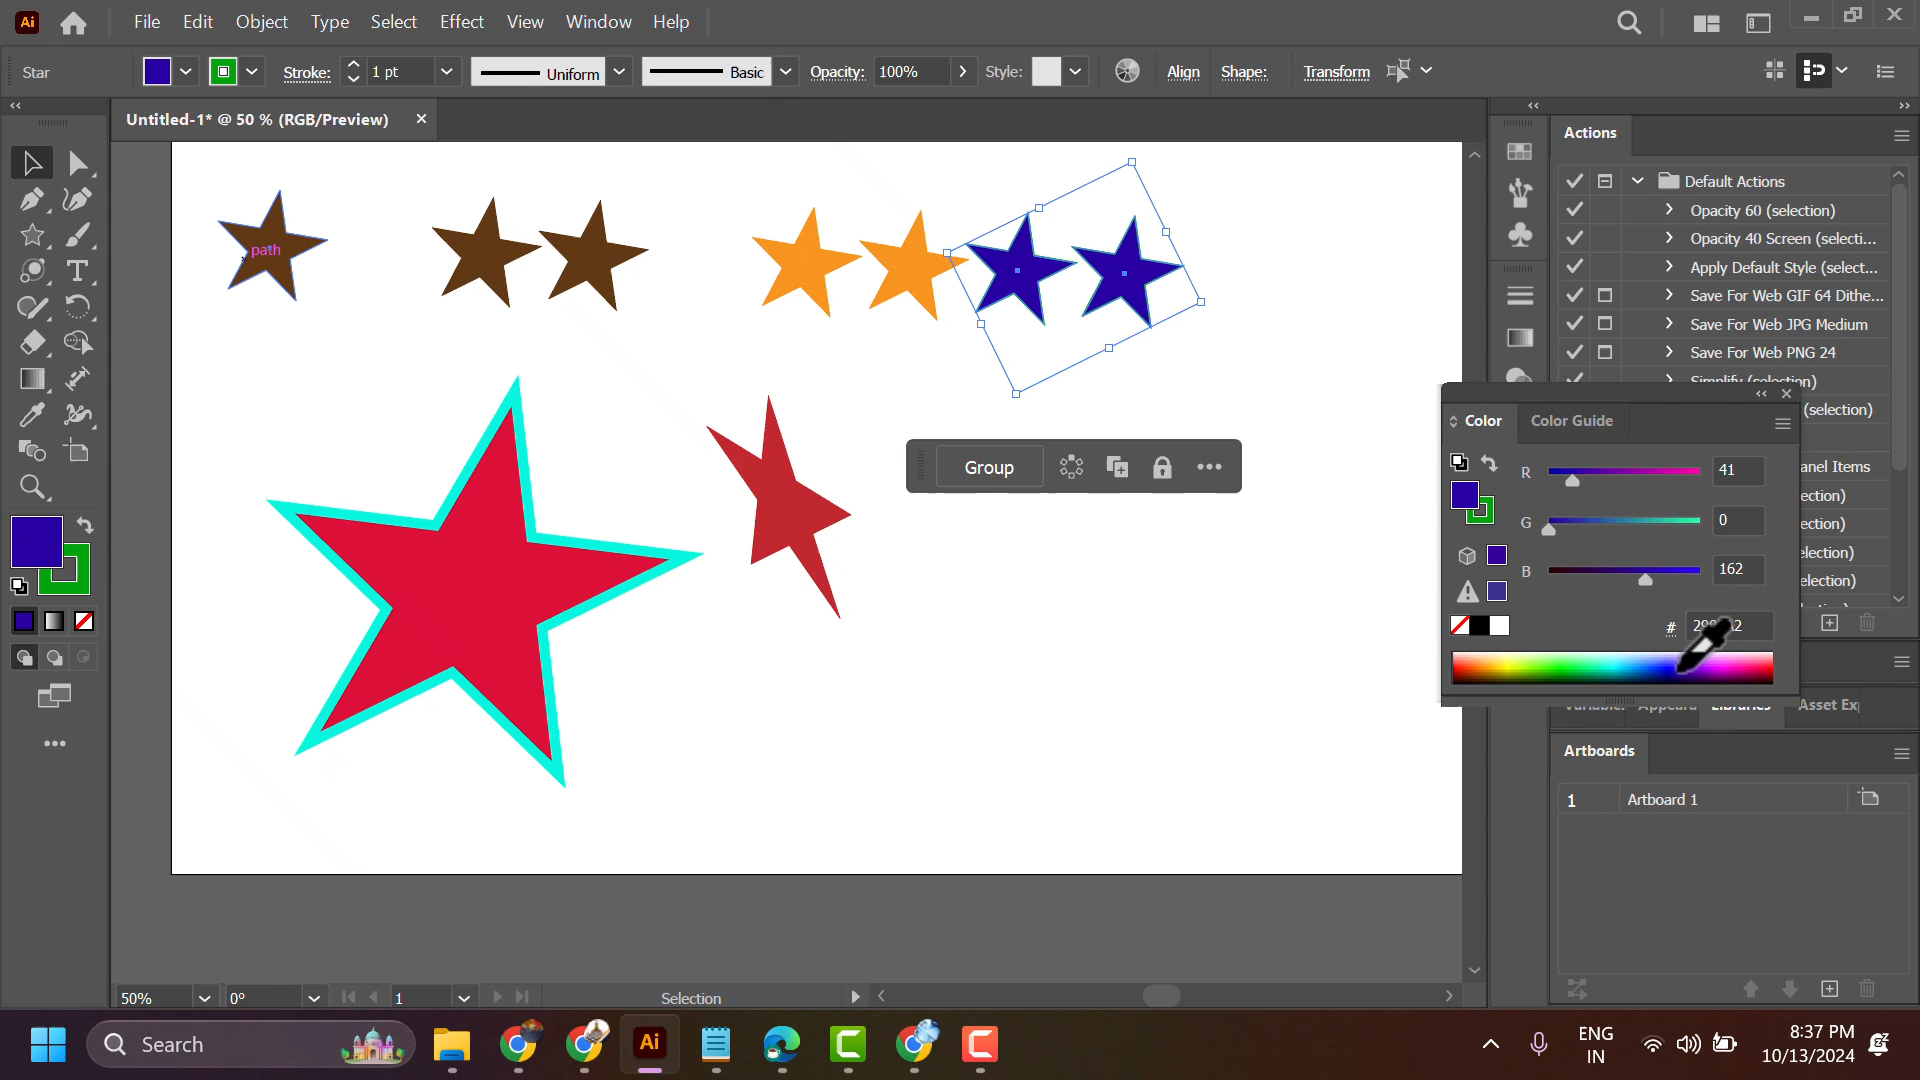 Ai File Edit Object Type Select Effect View Window Help
Star Stroke: 1 pt Uniform Basic Opacity: 100% Style: Align Shape: Transform
Untitled-1* @ 50 % (RGB/Preview)
path
Group
Actions
Default Actions
Opacity 60 (selection)
Opacity 40 Screen (selecti...
Apply Default Style (select...
Save For Web GIF 64 Dithe...
Save For Web JPG Medium
Save For Web PNG 24
Simplify (selection)
(selection)
anel Items
ection)
ection)
election)
election)
Color Color Guide
R 41
G 0
B 162
#
Libraries Asset Ex
Artboards
1 Artboard 1
50% 0° 1 Selection
Search Ai
ENG
IN
8:37 PM
10/13/2024